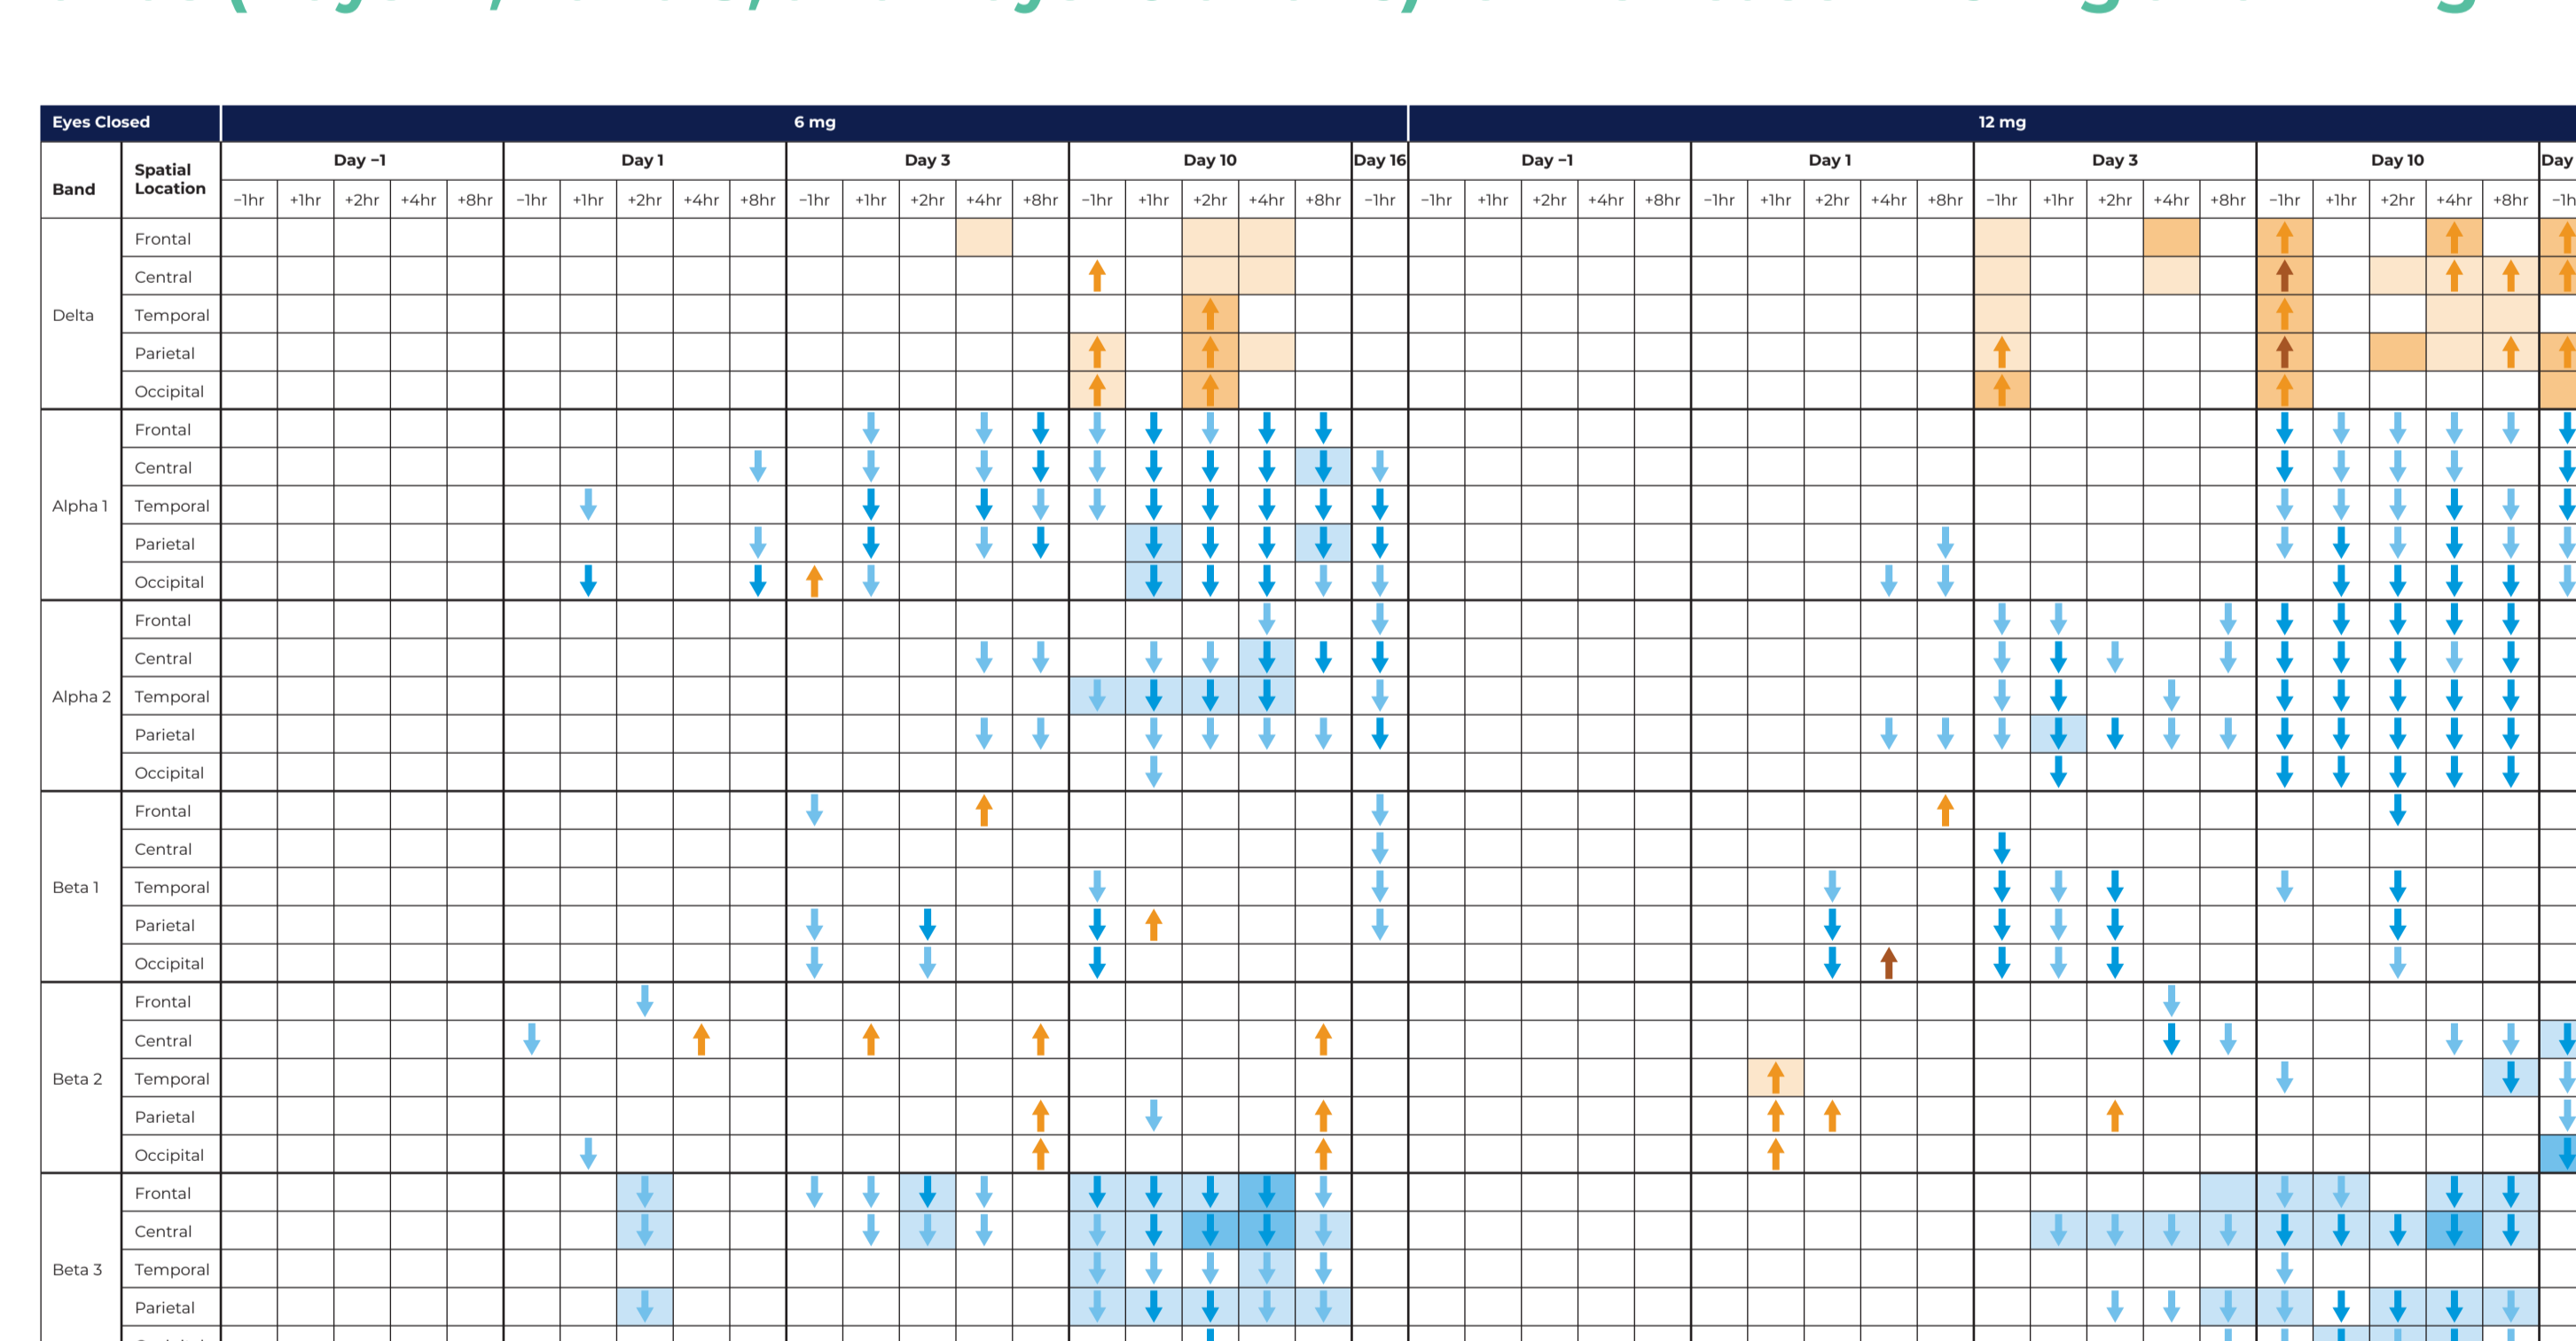 Eyes Closed 6 mg 12 mg
Band Spatial Location Day −1 Day 1 Day 3 Day 10 Day 16 Day −1 Day 1 Day 3 Day 10 Day
−1hr +1hr +2hr +4hr +8hr −1hr +1hr +2hr +4hr +8hr −1hr +1hr +2hr +4hr +8hr −1hr +1hr +2hr +4hr +8hr −1hr −1hr +1hr +2hr +4hr +8hr −1hr +1hr +2hr +4hr +8hr −1hr +1hr +2hr +4hr +8hr −1hr +1hr +2hr +4hr +8hr −1h
Delta
Frontal
Central
Temporal
Parietal
Occipital
Alpha 1
Frontal
Central
Temporal
Parietal
Occipital
Alpha 2
Frontal
Central
Temporal
Parietal
Occipital
Beta 1
Frontal
Central
Temporal
Parietal
Occipital
Beta 2
Frontal
Central
Temporal
Parietal
Occipital
Beta 3
Frontal
Central
Temporal
Parietal